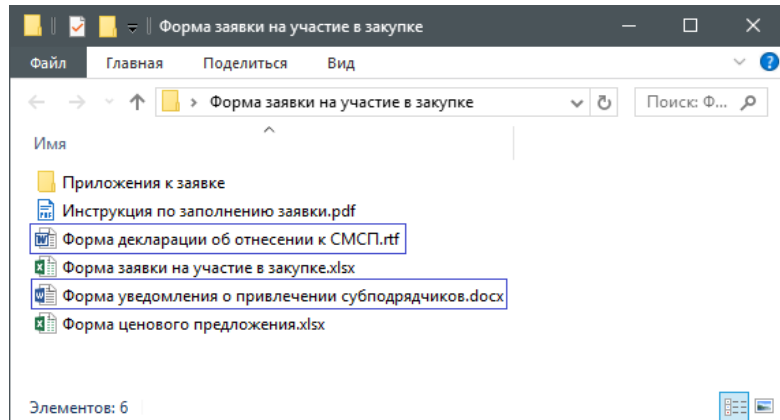 Форма заявки на участие в закупке
Файл Главная Поделиться Вид
Форма заявки на участие в закупке Поиск: Ф...
Имя
Приложения к заявке
Инструкция по заполнению заявки.pdf
Форма декларации об отнесении к СМСП.rtf
Форма заявки на участие в закупке.xlsx
Форма уведомления о привлечении субподрядчиков.docx
Форма ценового предложения.xlsx
Элементов: 6